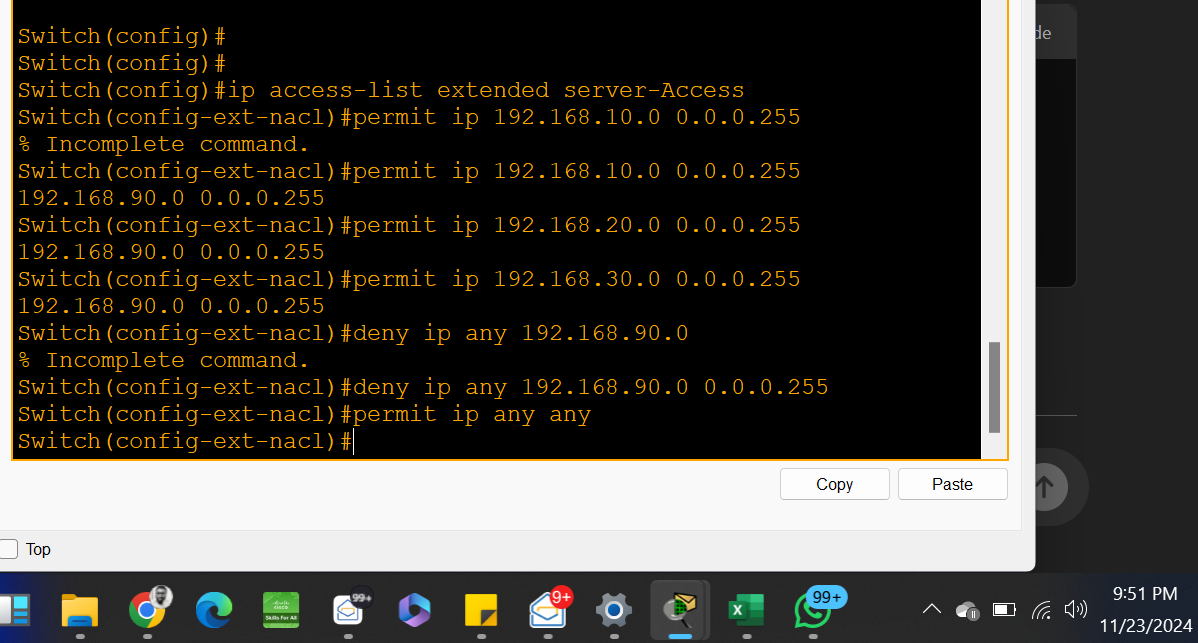 Switch(config)#
Switch(config)#
Switch(config)#ip access-list extended server-Access
Switch(config-ext-nacl)#permit ip 192.168.10.0 0.0.0.255
% Incomplete command.
Switch(config-ext-nacl)#permit ip 192.168.10.0 0.0.0.255
192.168.90.0 0.0.0.255
Switch(config-ext-nacl)#permit ip 192.168.20.0 0.0.0.255
192.168.90.0 0.0.0.255
Switch(config-ext-nacl)#permit ip 192.168.30.0 0.0.0.255
192.168.90.0 0.0.0.255
Switch(config-ext-nacl)#deny ip any 192.168.90.0
% Incomplete command.
Switch(config-ext-nacl)#deny ip any 192.168.90.0 0.0.0.255
Switch(config-ext-nacl)#permit ip any any
Switch(config-ext-nacl)#
de
Copy
Paste
Top
cisco
Skills For All
99+
9+
X
99+
9:51 PM
11/23/2024